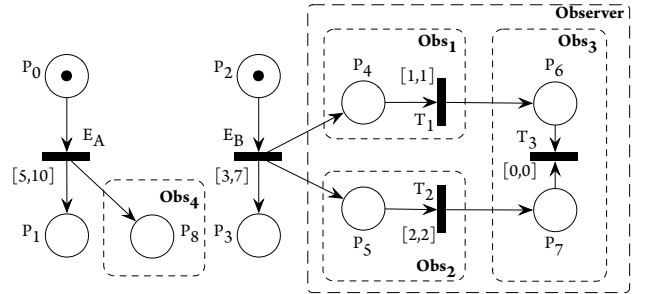 Observer
Obs1
Obs3
P0
P2
P4
P6
[1,1]
T1
EA
EB
T3
[5,10]
[3,7]
[0,0]
Obs4
T2
P1
P8
P3
P5
[2,2]
P7
Obs2